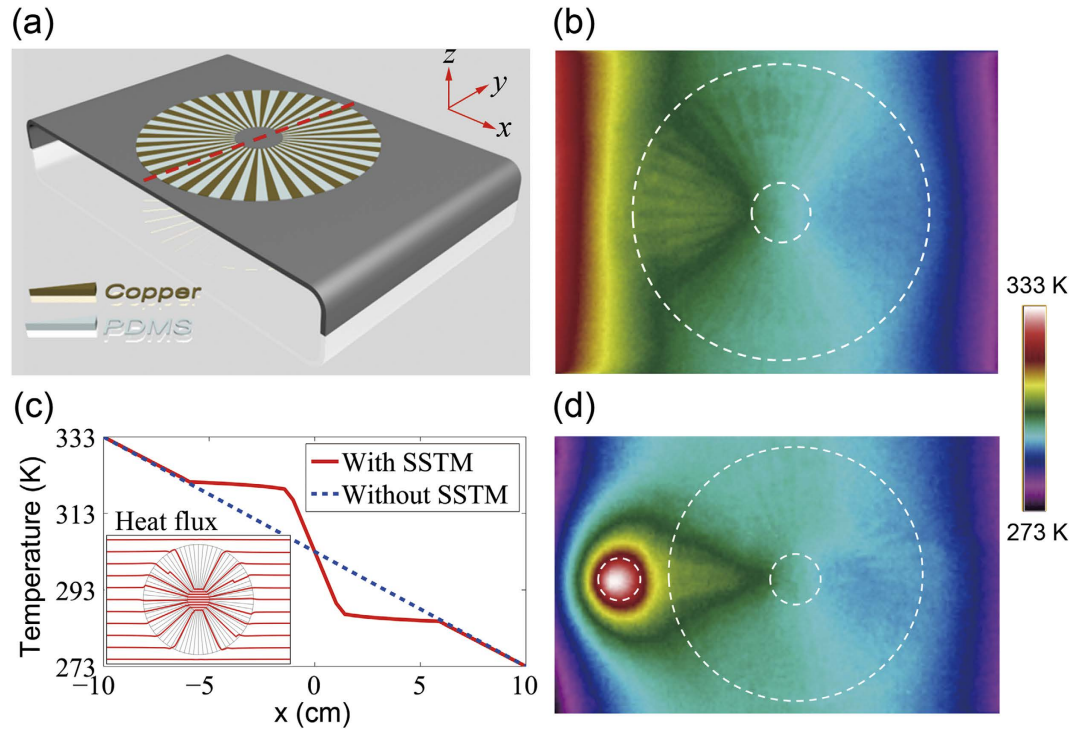 (a)
z
y
x
Copper
PDMS
(b)
333 K
273 K
(c)
333
313
293
273
Temperature (K)
With SSTM
Without SSTM
Heat flux
−10
−5
0
5
10
x (cm)
(d)